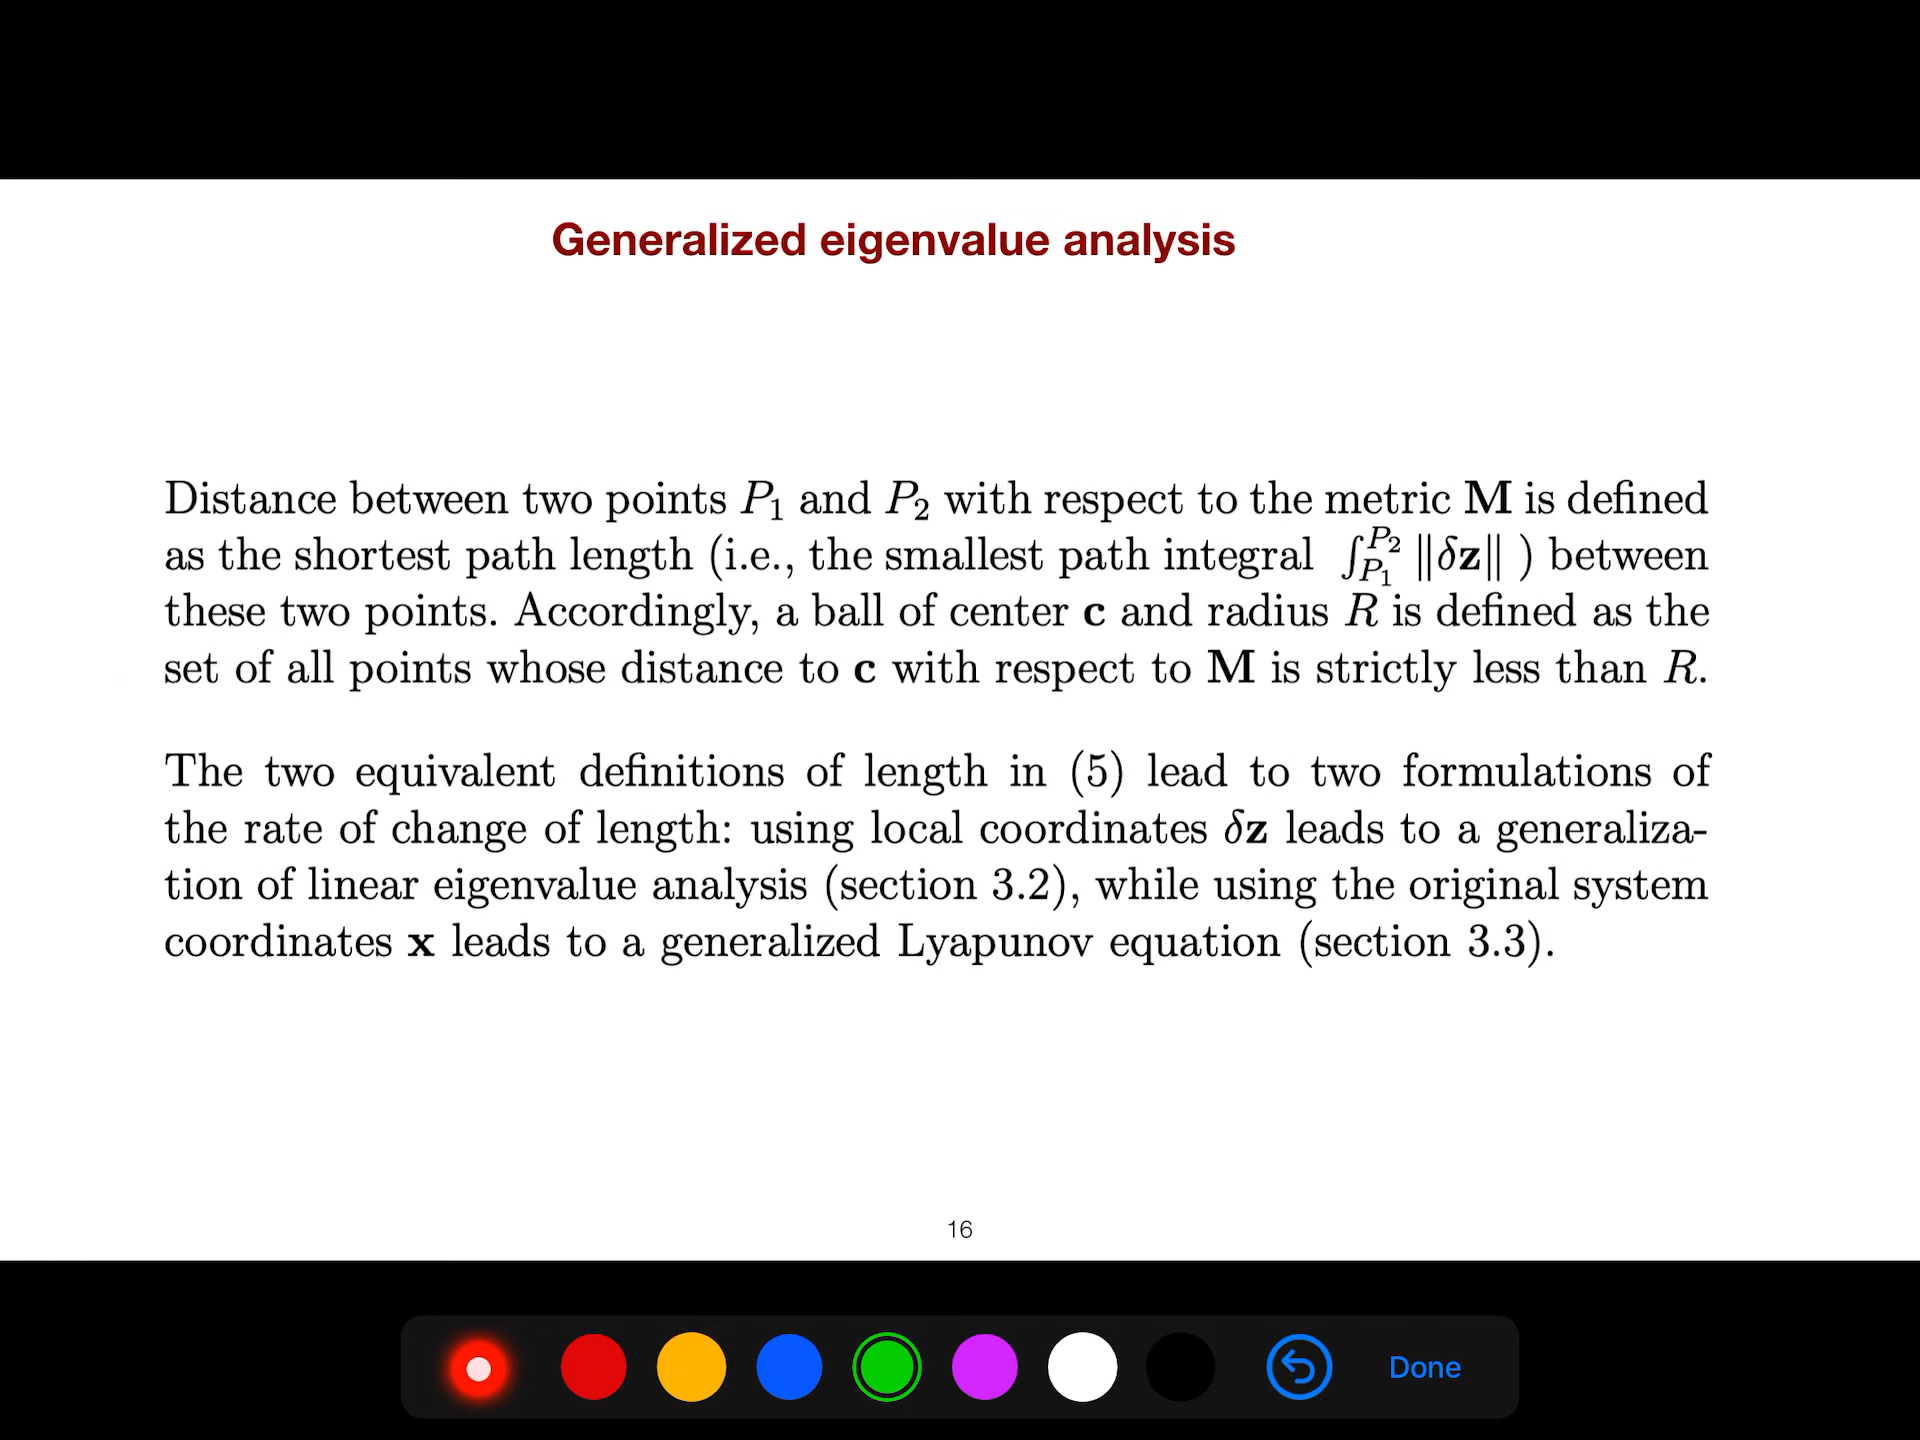 Generalized eigenvalue analysis
Distance between two points P₁ and P₂ with respect to the metric M is defined
as the shortest path length (i.e., the smallest path integral ∫_{P₁}^{P₂} ‖δz‖ ) between
these two points. Accordingly, a ball of center c and radius R is defined as the
set of all points whose distance to c with respect to M is strictly less than R.
The two equivalent definitions of length in (5) lead to two formulations of
the rate of change of length: using local coordinates δz leads to a generaliza-
tion of linear eigenvalue analysis (section 3.2), while using the original system
coordinates x leads to a generalized Lyapunov equation (section 3.3).
16
Done